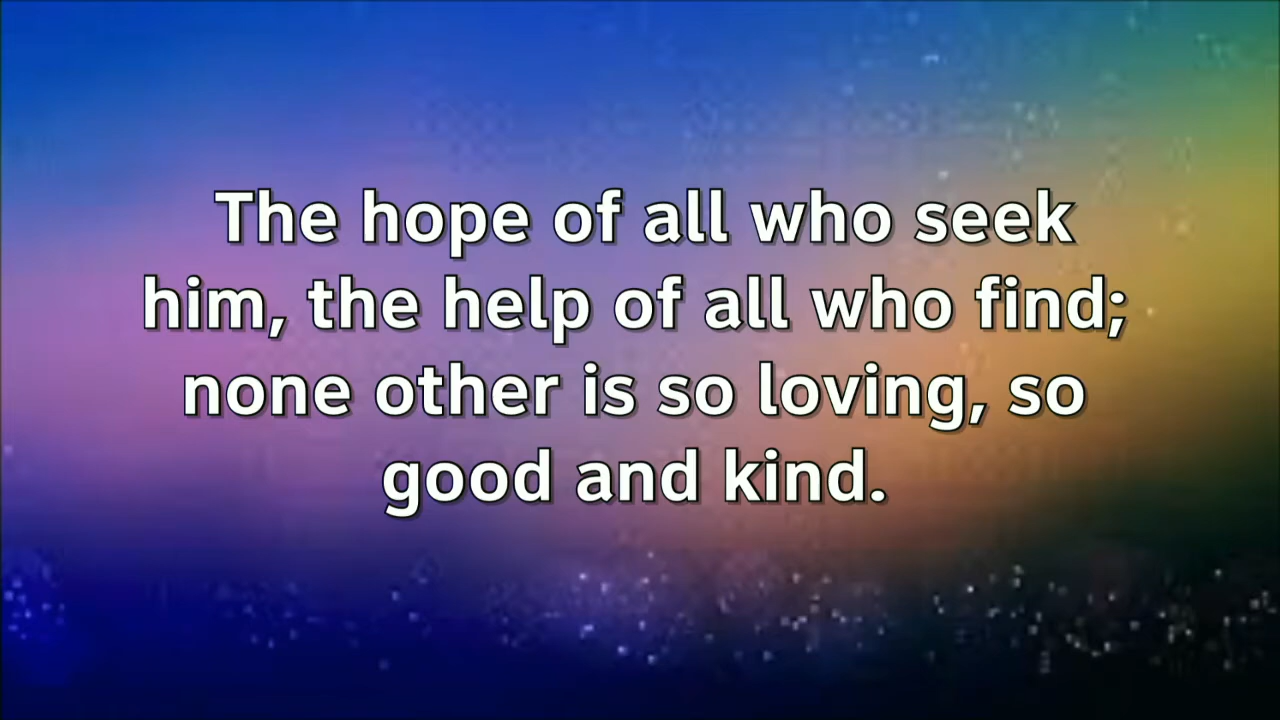 The hope of all who seek
him, the help of all who find;
none other is so loving, so
good and kind.